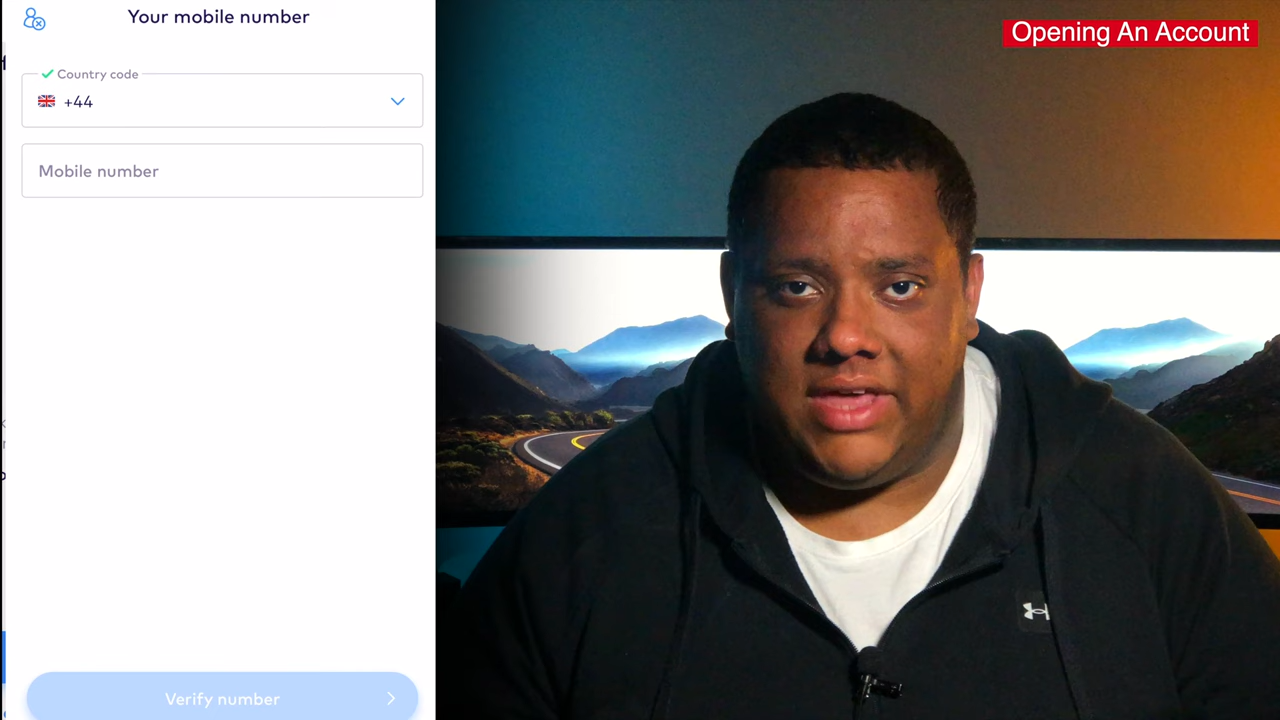 Your mobile number
Country code
+44
Mobile number
Verify number
Opening An Account